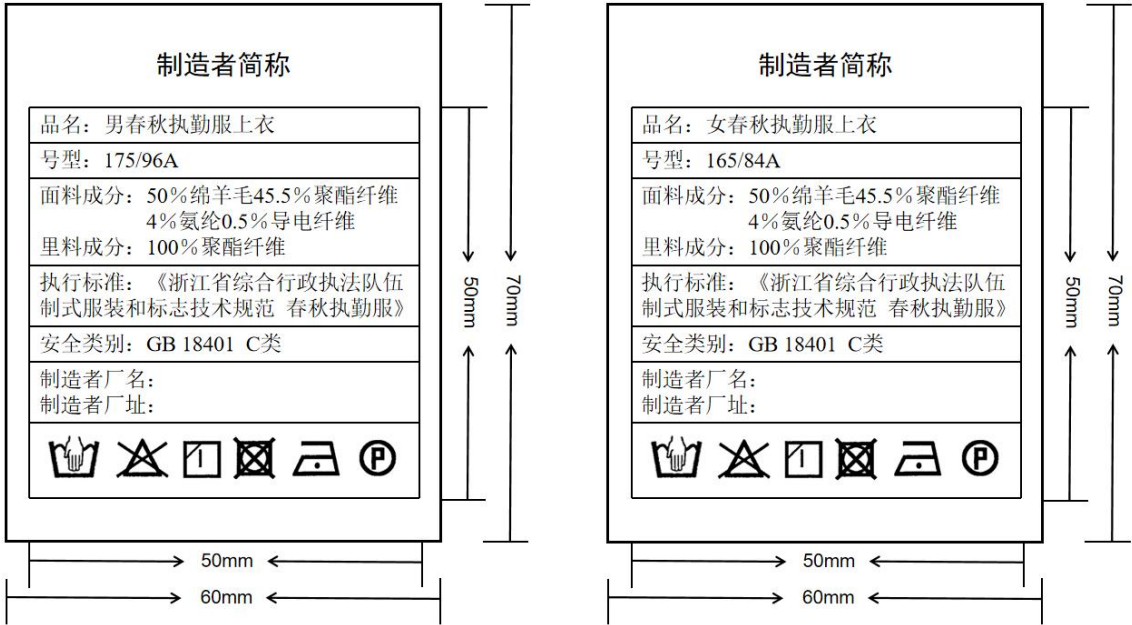 制造者简称
品名：男春秋执勤服上衣
号型：175/96A
面料成分：50%绵羊毛45.5%聚酯纤维
4%氨纶0.5%导电纤维
里料成分：100%聚酯纤维
执行标准：《浙江省综合行政执法队伍
制式服装和标志技术规范 春秋执勤服》
安全类别：GB 18401 C类
制造者厂名：
制造者厂址：
P
50mm
70mm
50mm
60mm
制造者简称
品名：女春秋执勤服上衣
号型：165/84A
面料成分：50%绵羊毛45.5%聚酯纤维
4%氨纶0.5%导电纤维
里料成分：100%聚酯纤维
执行标准：《浙江省综合行政执法队伍
制式服装和标志技术规范 春秋执勤服》
安全类别：GB 18401 C类
制造者厂名：
制造者厂址：
P
50mm
70mm
50mm
60mm